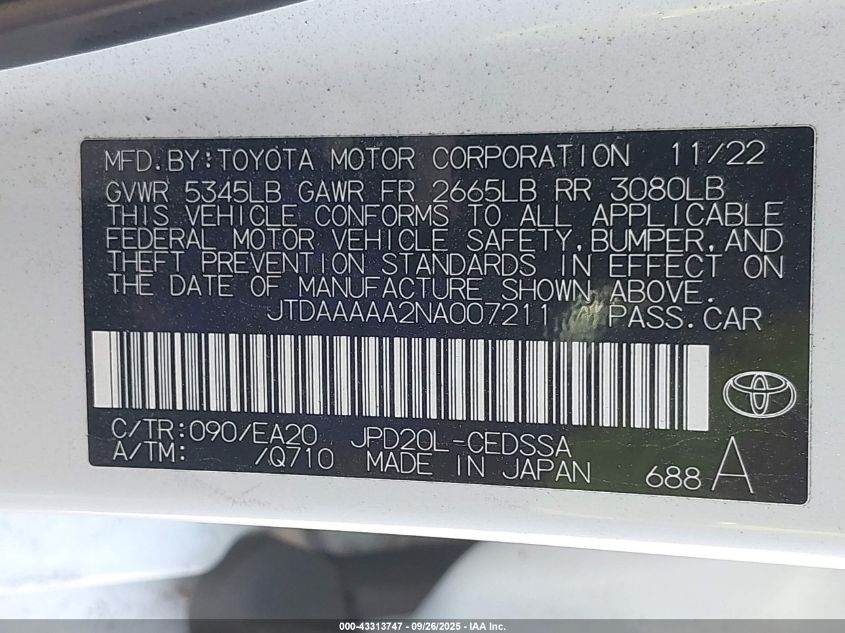 MFD.BY:TOYOTA MOTOR CORPORATION 11/22
GVWR 5345LB GAWR FR 2665LB RR 3080LB
THIS VEHICLE CONFORMS TO ALL APPLICABLE
FEDERAL MOTOR VEHICLE SAFETY,BUMPER,AND
THEFT PREVENTION STANDARDS IN EFFECT ON
THE DATE OF MANUFACTURE SHOWN ABOVE.
JTDAAAAA2NA007211 PASS.CAR
C/TR:090/EA20 JPD20L-CEDSSA
A/TM: /Q710 MADE IN JAPAN 688 A
000-43313747 - 09/26/2025 - IAA Inc.